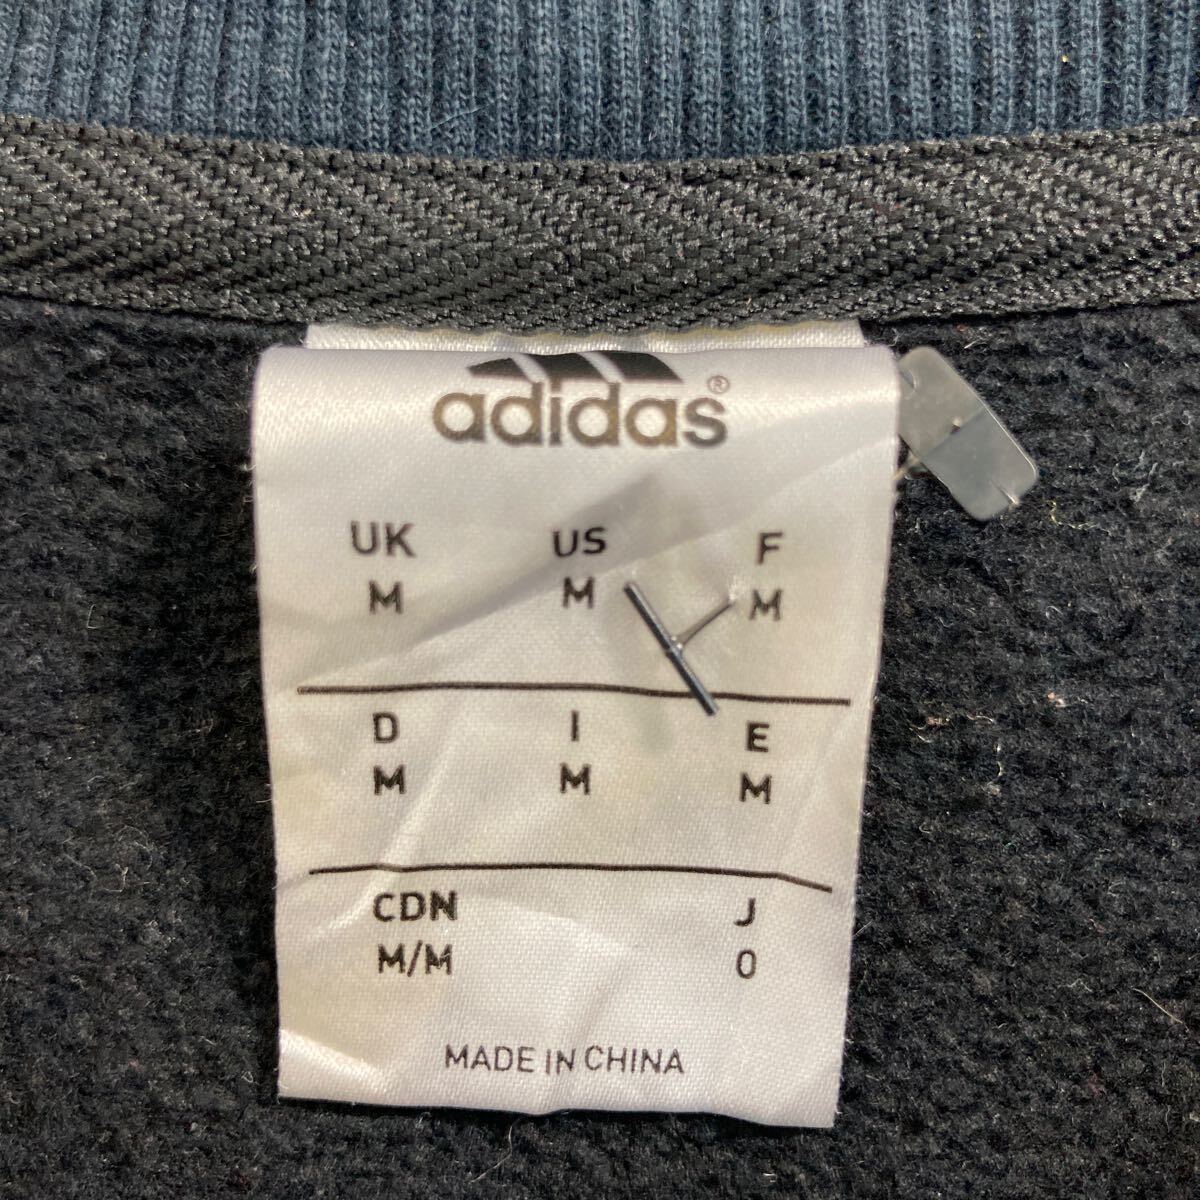 adidas®
UK US F
M M M
D I E
M M M
CDN J
M/M O
MADE IN CHINA